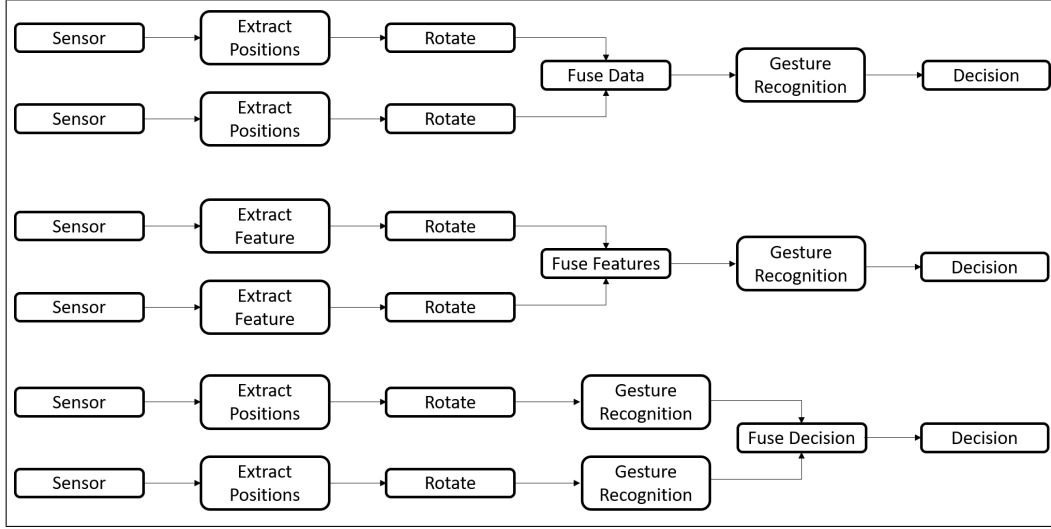 Sensor
Extract
Positions
Rotate
Fuse Data
Gesture
Recognition
Decision
Sensor
Extract
Positions
Rotate
Sensor
Extract
Feature
Rotate
Fuse Features
Gesture
Recognition
Decision
Sensor
Extract
Feature
Rotate
Sensor
Extract
Positions
Rotate
Gesture
Recognition
Fuse Decision
Decision
Sensor
Extract
Positions
Rotate
Gesture
Recognition